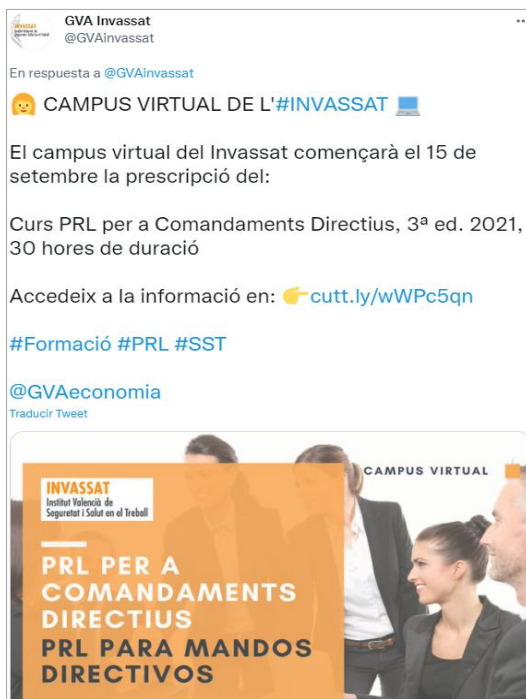 GVA Invassat
@GVAinvassat
En respuesta a @GVAinvassat
CAMPUS VIRTUAL DE L'#INVASSAT
El campus virtual del Invassat començarà el 15 de
setembre la prescripció del:
Curs PRL per a Comandaments Directius, 3ª ed. 2021,
30 hores de duració
Accedeix a la informació en: 👉cutt.ly/wWPc5qn
#Formació #PRL #SST
@GVAeconomia
Traducir Tweet
CAMPUS VIRTUAL
INVASSAT
Institut Valencià de
Seguretat i Salut en el Treball
PRL PER A
COMANDAMENTS
DIRECTIUS
PRL PARA MANDOS
DIRECTIVOS